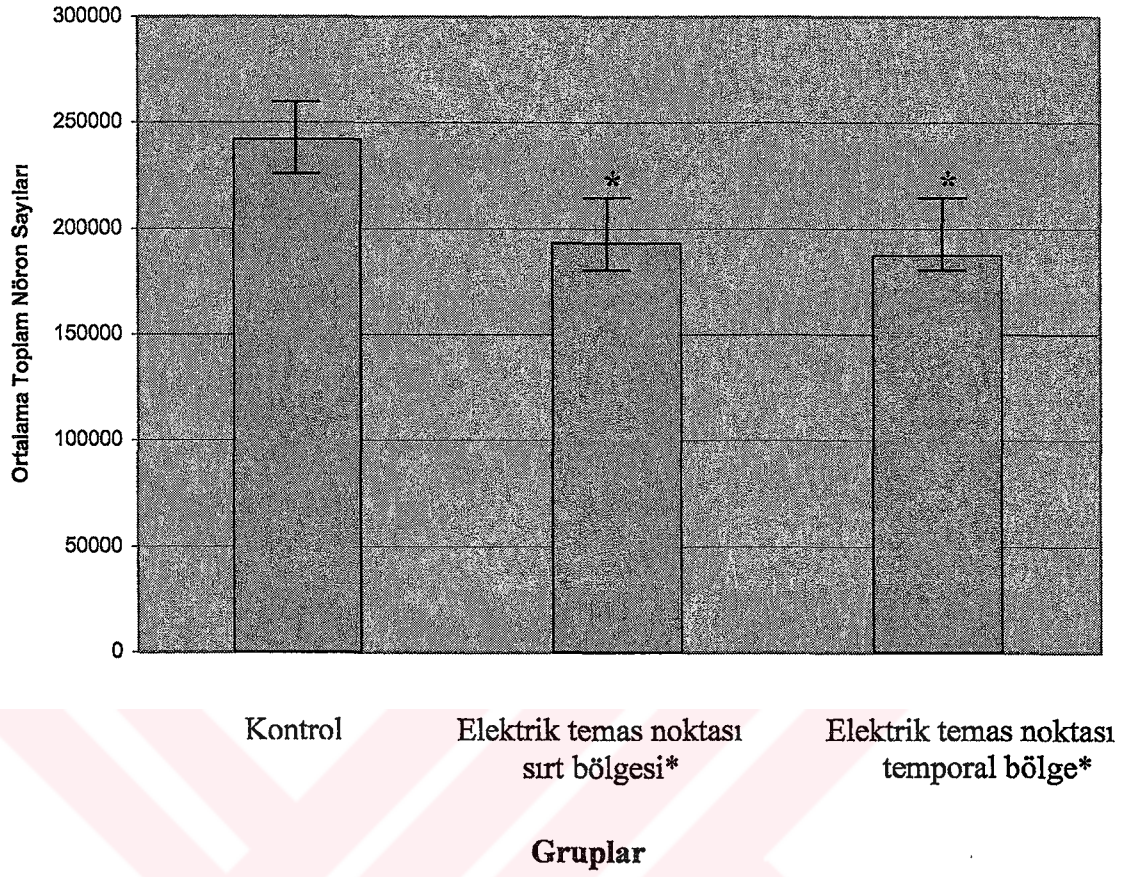 300000
250000
200000
150000
100000
50000
0
Ortalama Toplam Nöron Sayıları
*
*
Kontrol
Elektrik temas noktası
sırt bölgesi*
Elektrik temas noktası
temporal bölge*
Gruplar